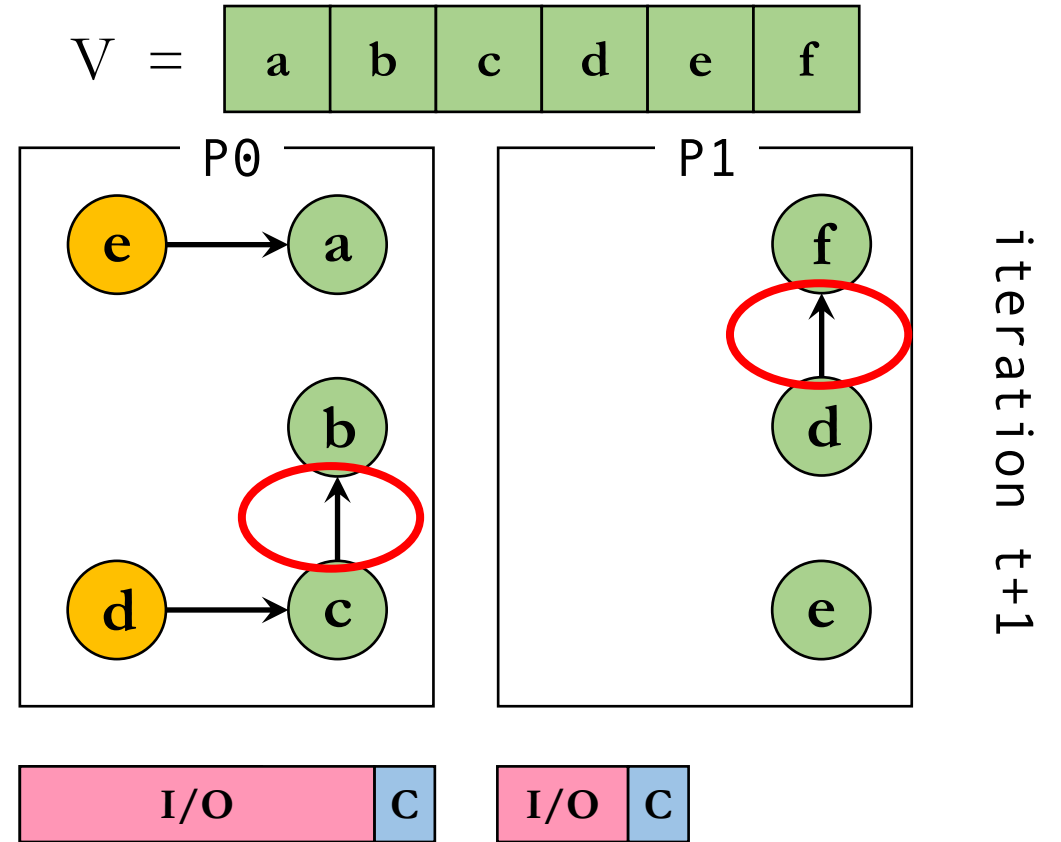 V = a b c d e f
P0 P1
e a f
b d
d c e
iteration t+1
I/O C I/O C